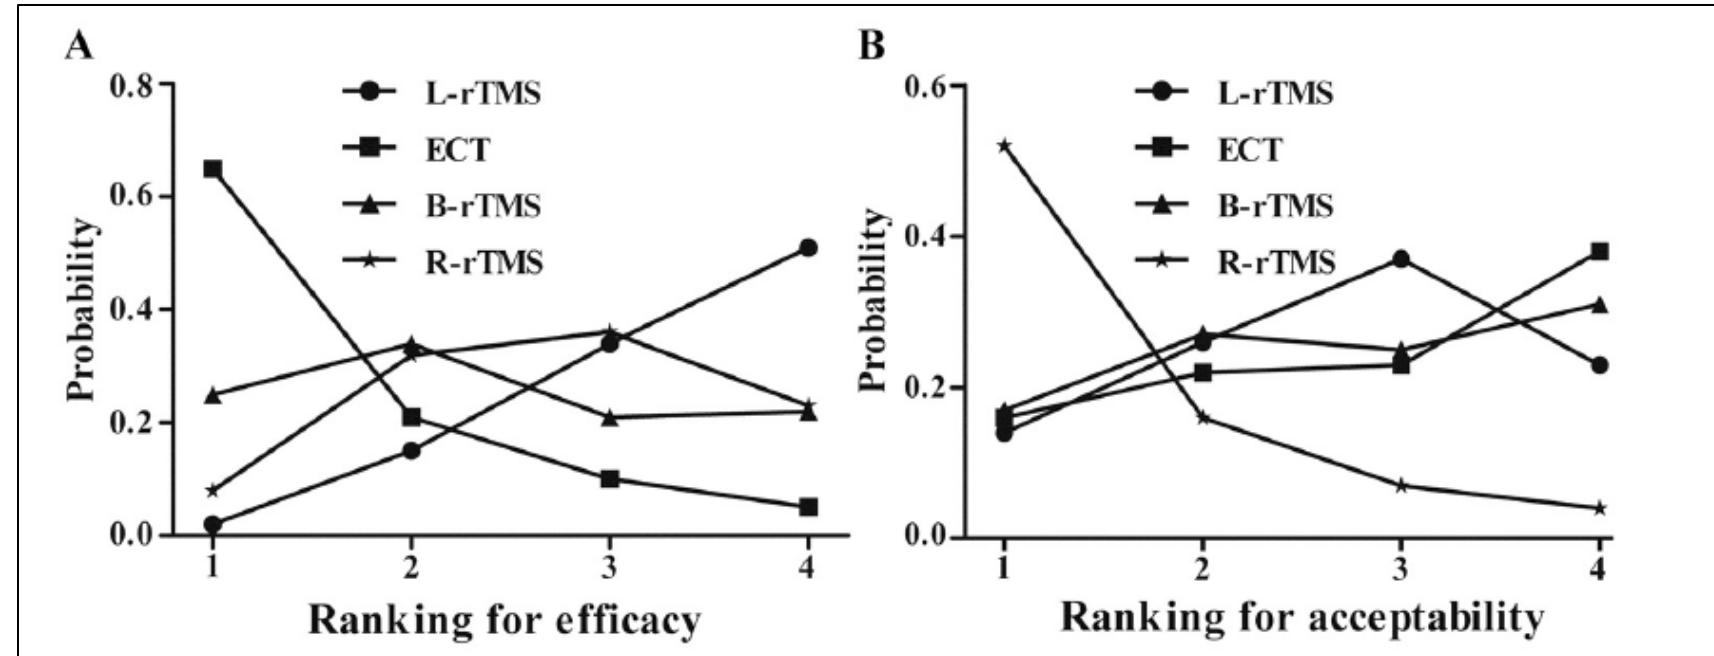 A
0.8
0.6
0.4
0.2
0.0
Probability
L-rTMS
ECT
B-rTMS
R-rTMS
1 2 3 4
Ranking for efficacy
B
0.6
0.4
0.2
0.0
Probability
L-rTMS
ECT
B-rTMS
R-rTMS
1 2 3 4
Ranking for acceptability